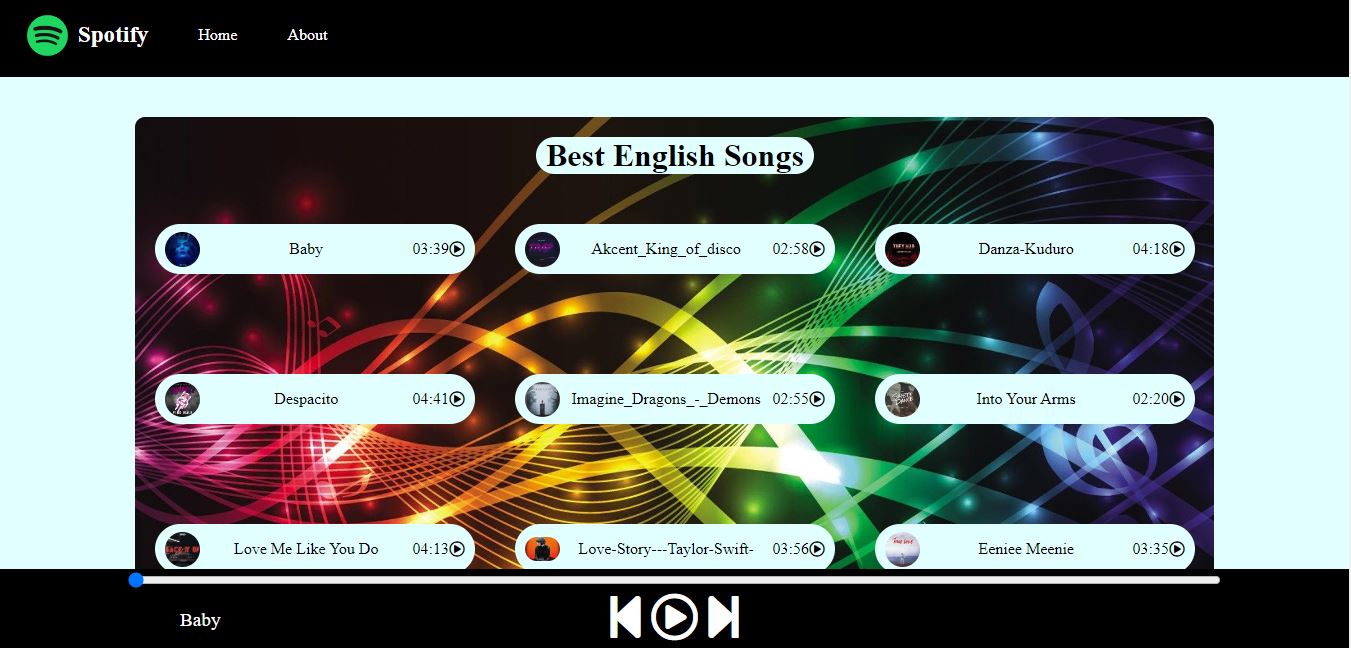 Spotify Home About
Best English Songs
Baby 03:39
Akcent_King_of_disco 02:58
Danza-Kuduro 04:18
Despacito 04:41
Imagine_Dragons_-_Demons 02:55
Into Your Arms 02:20
Love Me Like You Do 04:13
Love-Story---Taylor-Swift- 03:56
Eeniee Meenie 03:35
Baby